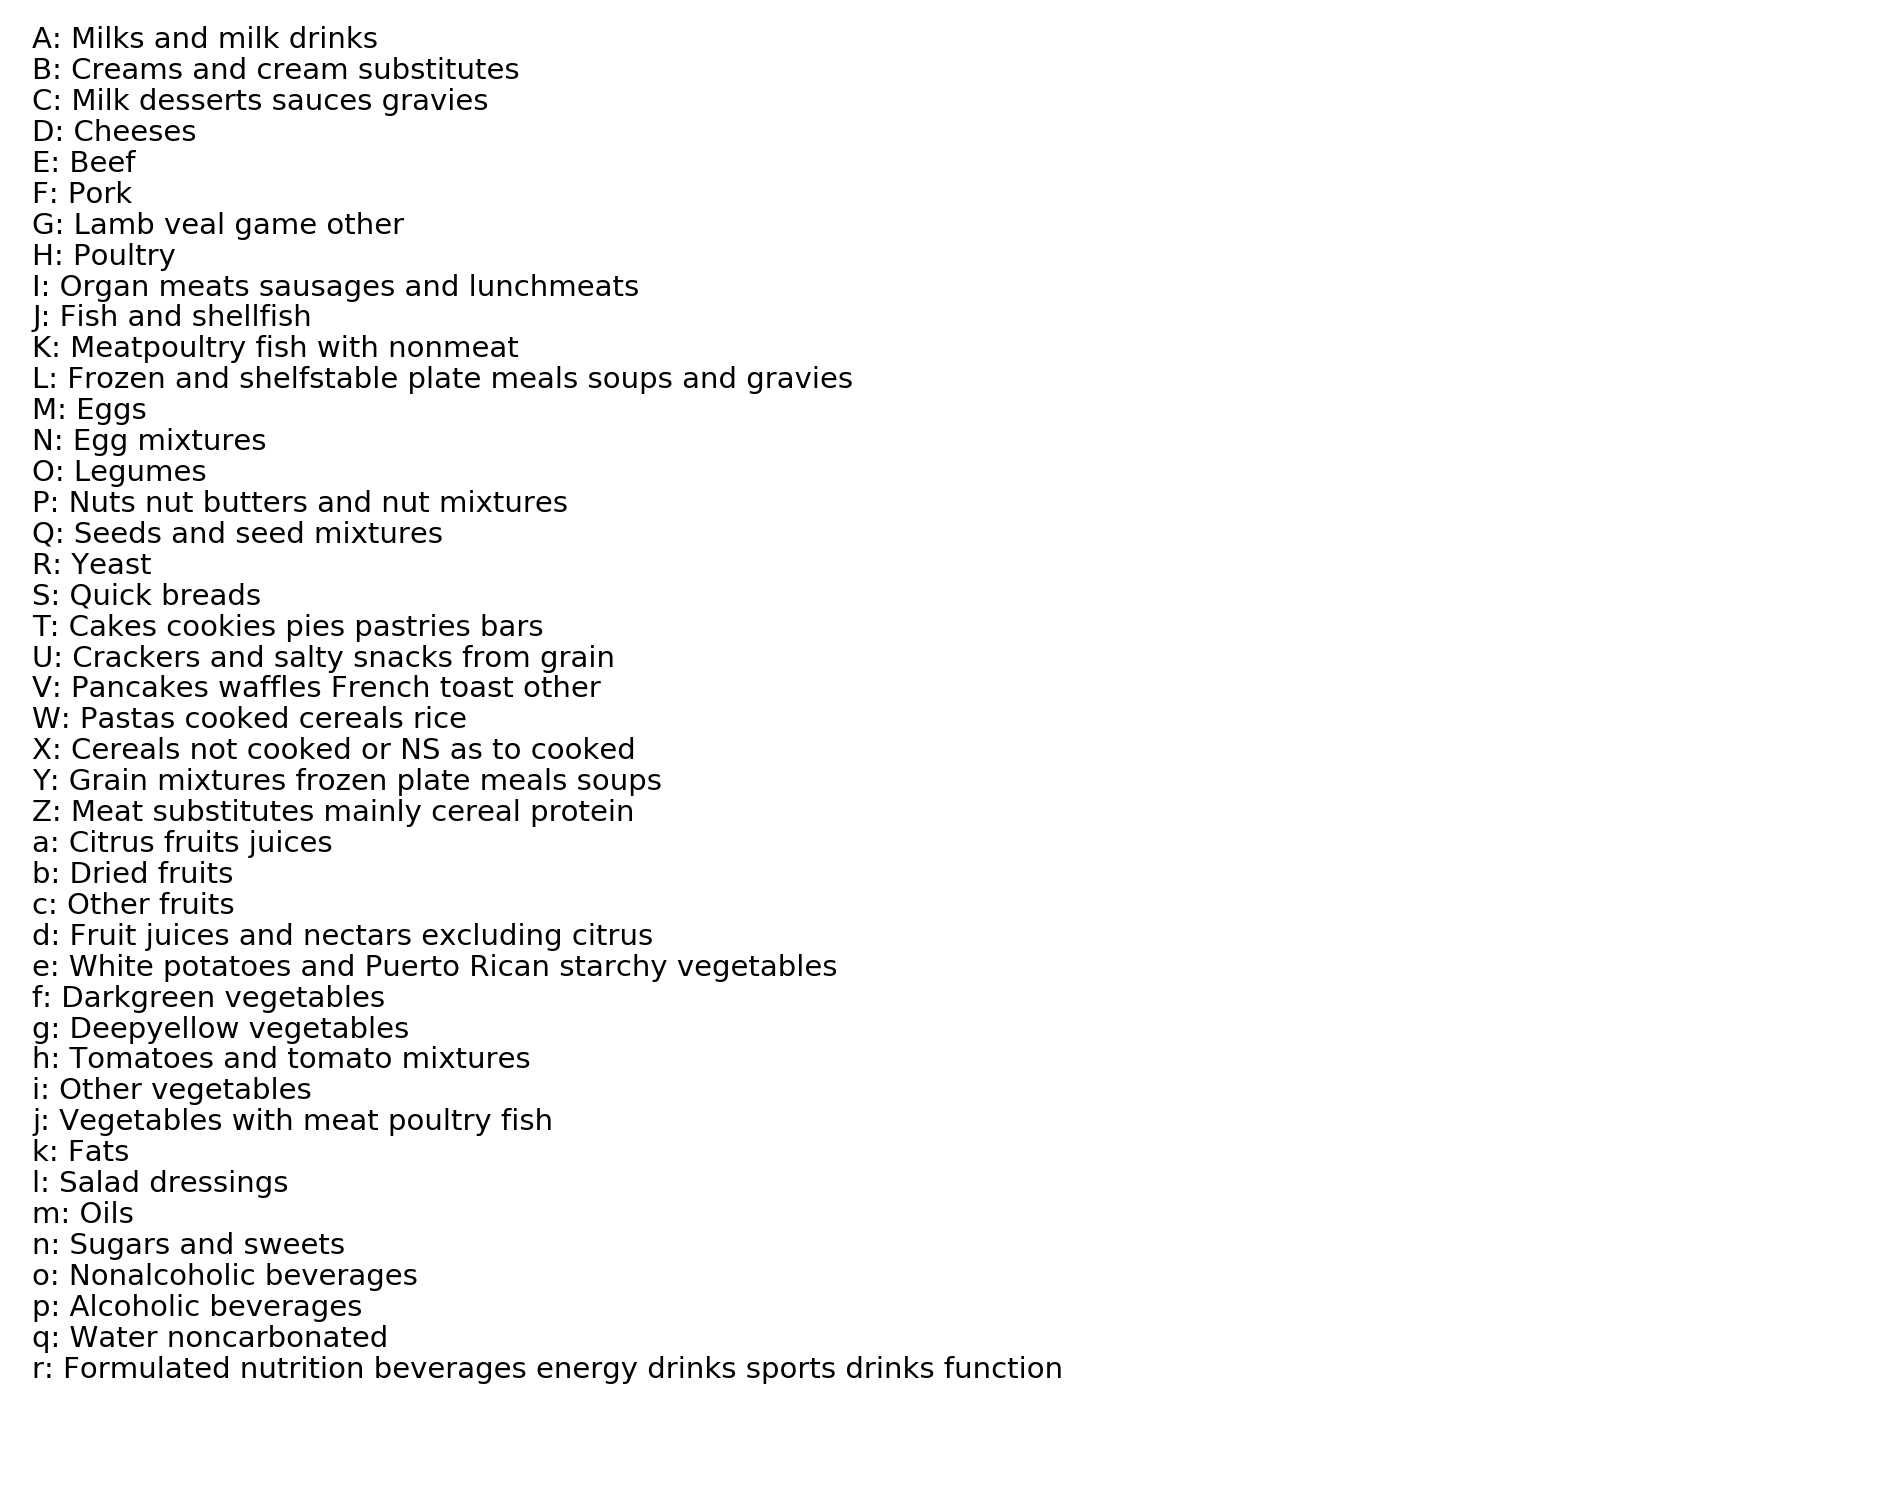 A: Milks and milk drinks
B: Creams and cream substitutes
C: Milk desserts sauces gravies
D: Cheeses
E: Beef
F: Pork
G: Lamb veal game other
H: Poultry
I: Organ meats sausages and lunchmeats
J: Fish and shellfish
K: Meatpoultry fish with nonmeat
L: Frozen and shelfstable plate meals soups and gravies
M: Eggs
N: Egg mixtures
O: Legumes
P: Nuts nut butters and nut mixtures
Q: Seeds and seed mixtures
R: Yeast
S: Quick breads
T: Cakes cookies pies pastries bars
U: Crackers and salty snacks from grain
V: Pancakes waffles French toast other
W: Pastas cooked cereals rice
X: Cereals not cooked or NS as to cooked
Y: Grain mixtures frozen plate meals soups
Z: Meat substitutes mainly cereal protein
a: Citrus fruits juices
b: Dried fruits
c: Other fruits
d: Fruit juices and nectars excluding citrus
e: White potatoes and Puerto Rican starchy vegetables
f: Darkgreen vegetables
g: Deepyellow vegetables
h: Tomatoes and tomato mixtures
i: Other vegetables
j: Vegetables with meat poultry fish
k: Fats
l: Salad dressings
m: Oils
n: Sugars and sweets
o: Nonalcoholic beverages
p: Alcoholic beverages
q: Water noncarbonated
r: Formulated nutrition beverages energy drinks sports drinks function